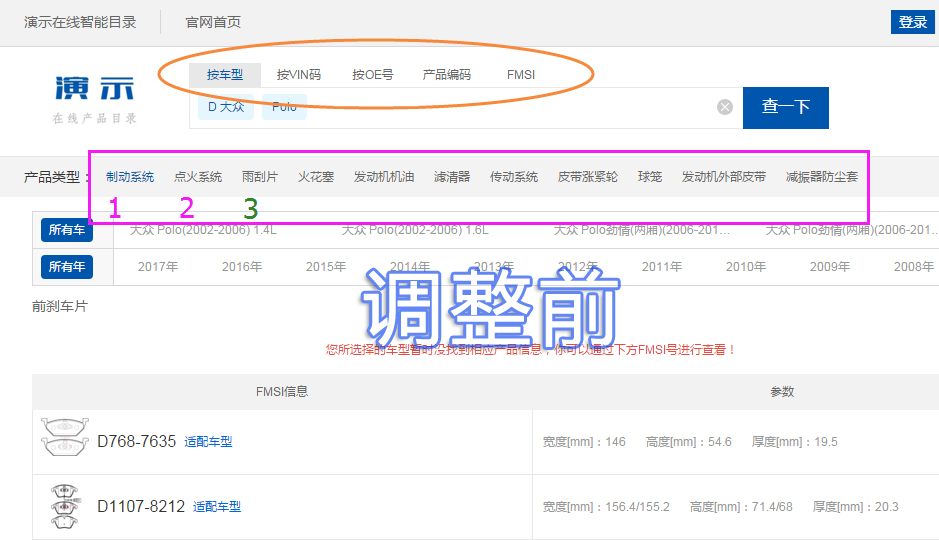 演示在线智能目录 官网首页 登录
按车型 按VIN码 按OE号 产品编码 FMSI
演示
在线产品目录
D 大众 Polo 查一下
产品类型： 制动系统 点火系统 雨刮片 火花塞 发动机机油 滤清器 传动系统 皮带涨紧轮 球笼 发动机外部皮带 减振器防尘套
1 2 3
所有车 大众 Polo(2002-2006) 1.4L 大众 Polo(2002-2006) 1.6L 大众 Polo劲情(两厢)(2006-201... 大众 Polo劲情(两厢)(2006-201...
所有年 2017年 2016年 2015年 2014年 2013年 2012年 2011年 2010年 2009年 2008年
前刹车片
调整前
您所选择的车型暂时没找到相应产品信息，你可以通过下方FMSI号进行查看！
FMSI信息 参数
D768-7635 适配车型 宽度[mm]：146 高度[mm]：54.6 厚度[mm]：19.5
D1107-8212 适配车型 宽度[mm]：156.4/155.2 高度[mm]：71.4/68 厚度[mm]：20.3